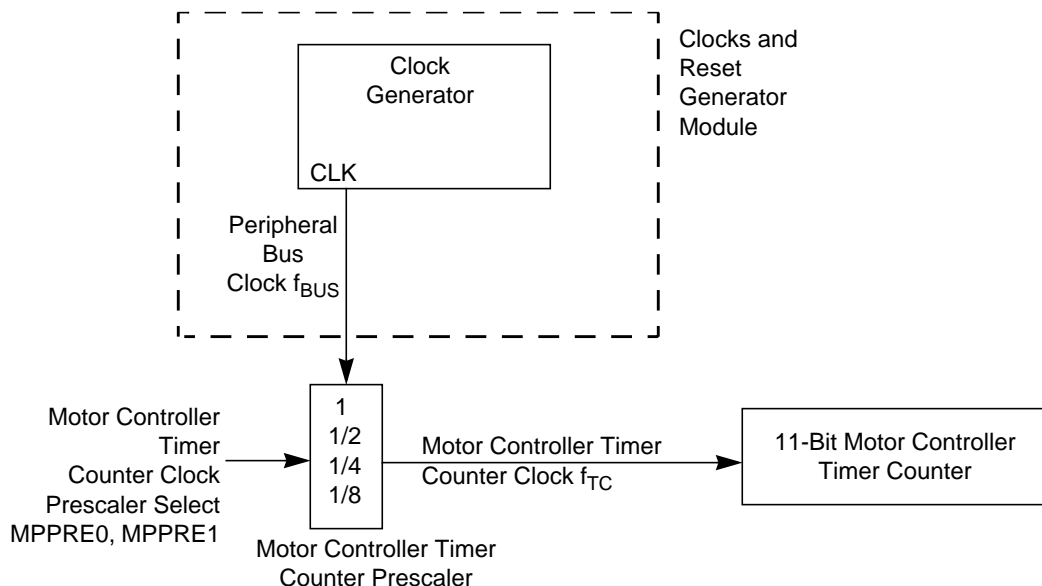 Clocks and
Reset
Generator
Module
Clock
Generator
CLK
Peripheral
Bus
Clock fBUS
Motor Controller
Timer
Counter Clock
Prescaler Select
MPPRE0, MPPRE1
1
1/2
1/4
1/8
Motor Controller Timer
Counter Prescaler
Motor Controller Timer
Counter Clock fTC
11-Bit Motor Controller
Timer Counter